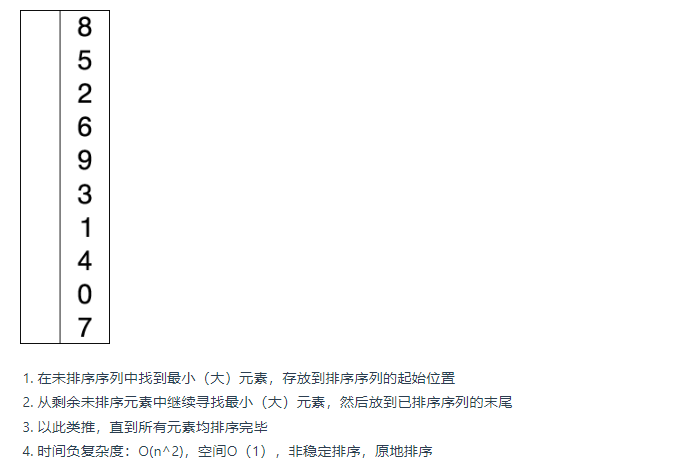 8
5
2
6
9
3
1
4
0
7
1. 在未排序序列中找到最小（大）元素，存放到排序序列的起始位置
2. 从剩余未排序元素中继续寻找最小（大）元素，然后放到已排序序列的末尾
3. 以此类推，直到所有元素均排序完毕
4. 时间负复杂度：O(n^2)，空间O（1），非稳定排序，原地排序